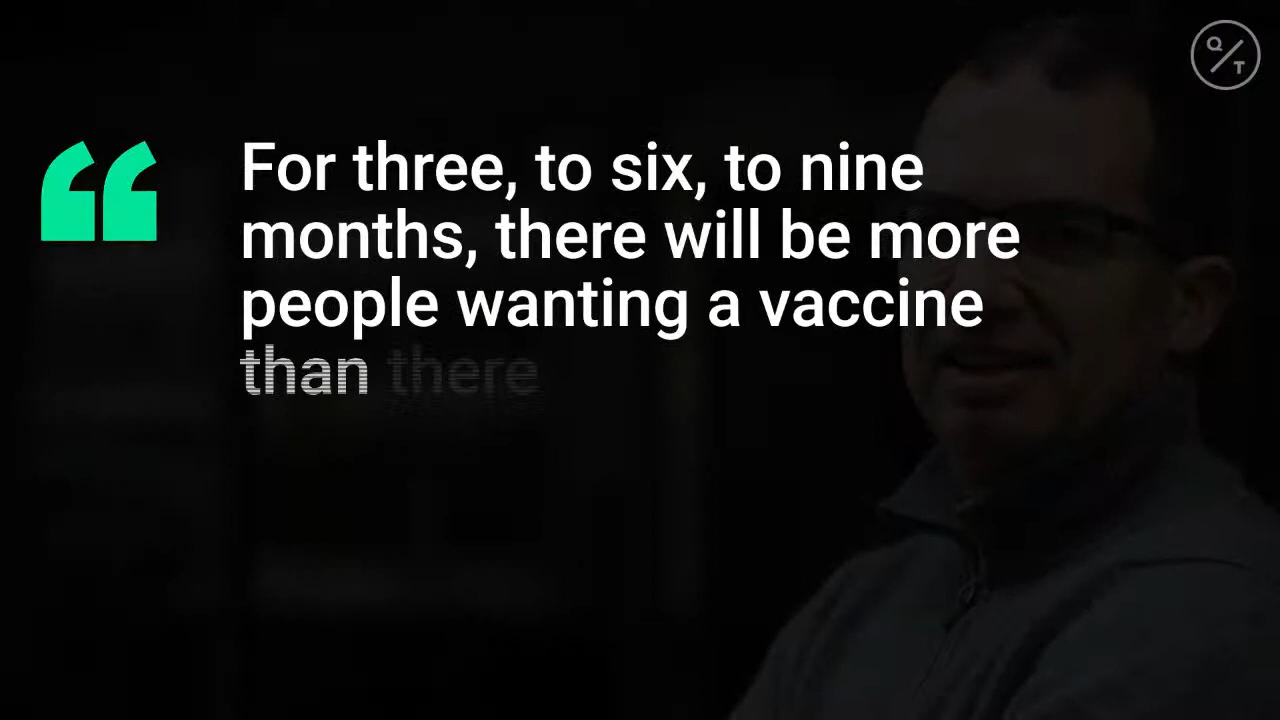 Q
T
For three, to six, to nine
months, there will be more
people wanting a vaccine
than there